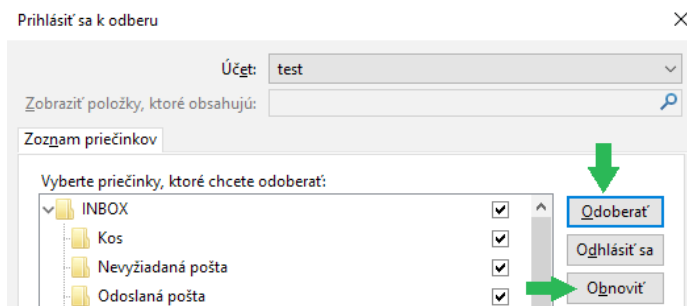 Prihlásiť sa k odberu
Účet: test
Zobraziť položky, ktoré obsahujú:
Zoznam priečinkov
Vyberte priečinky, ktoré chcete odoberať:
INBOX
Odoberať
Kos
Odhlásiť sa
Nevyžiadaná pošta
Obnoviť
Odoslaná pošta